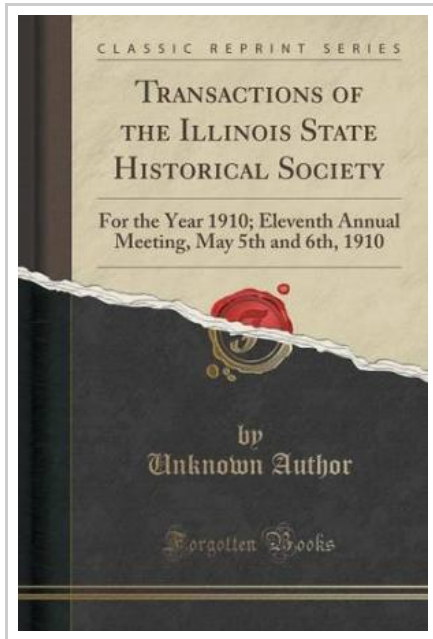 CLASSIC REPRINT SERIES
TRANSACTIONS OF
THE ILLINOIS STATE
HISTORICAL SOCIETY
For the Year 1910; Eleventh Annual
Meeting, May 5th and 6th, 1910
by
Unknown Author
Forgotten Books